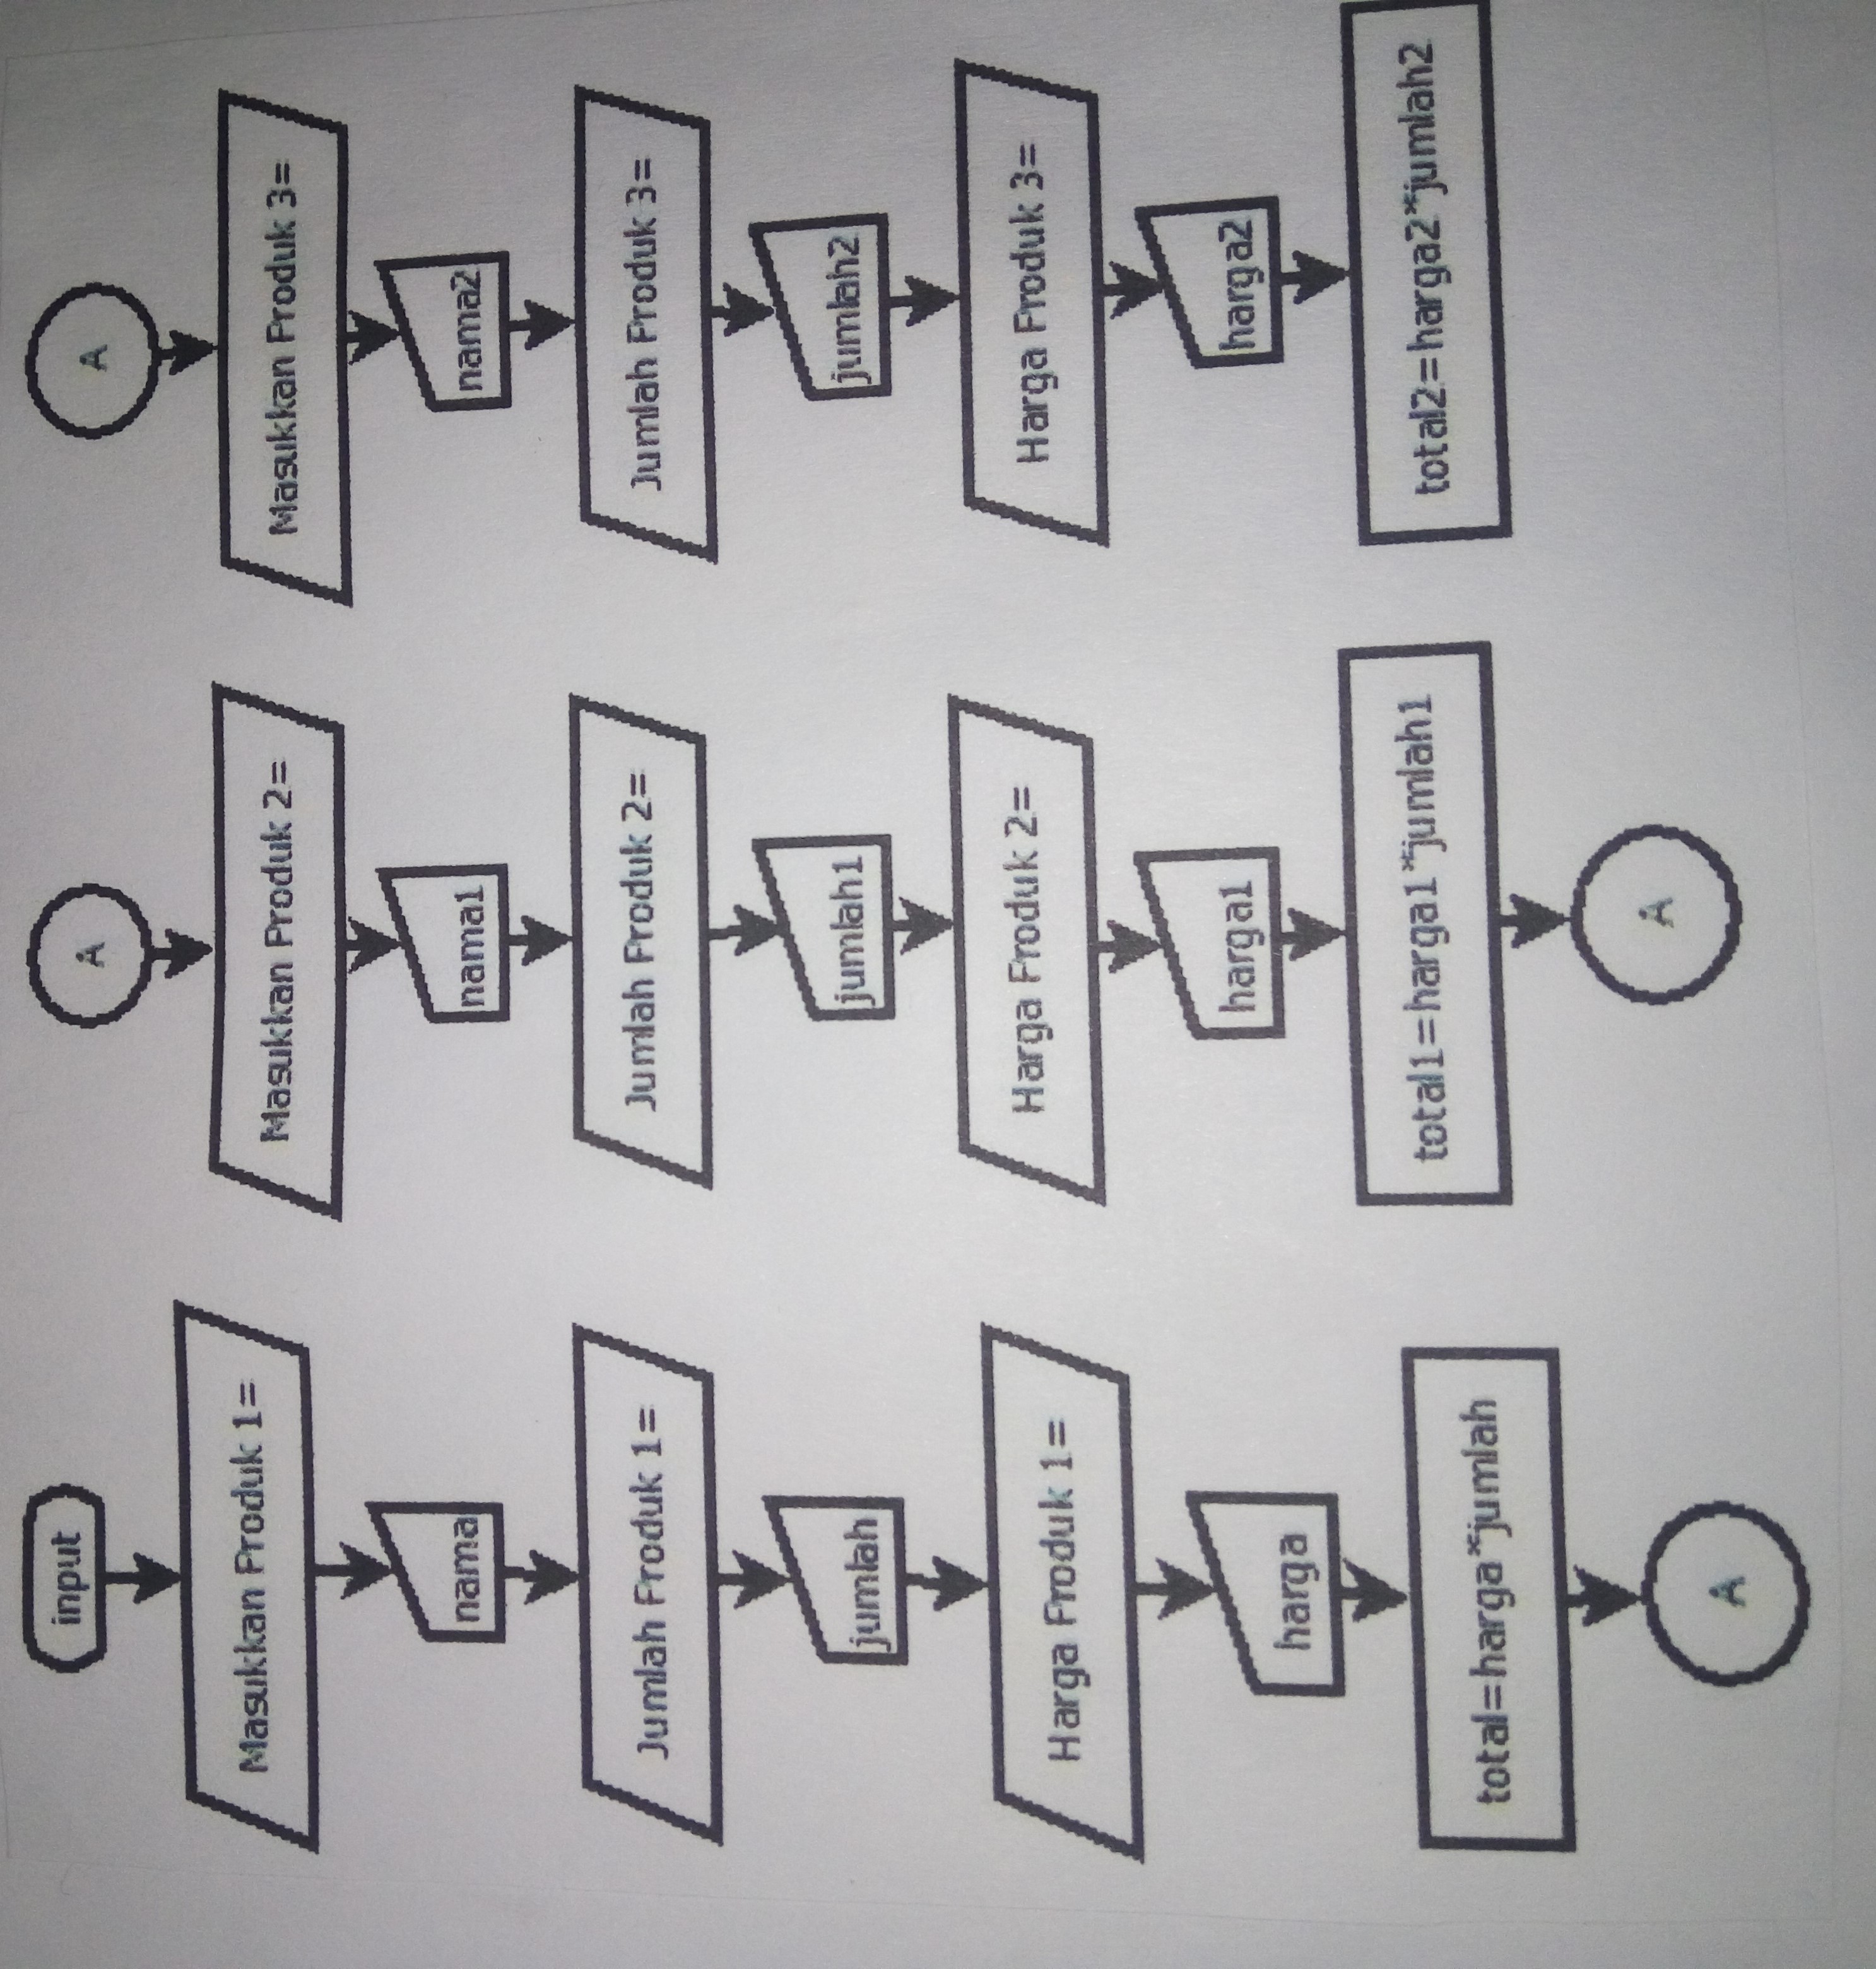 input
Masukkan Produk 1=
nama
Jumlah Produk 1=
jumlah
Harga Produk 1=
harga
total=harga*jumlah
A
A
Masukkan Produk 2=
nama1
Jumlah Produk 2=
jumlah1
Harga Produk 2=
harga1
total1=harga1*jumlah1
A
A
Masukkan Produk 3=
nama2
Jumlah Produk 3=
jumlah2
Harga Produk 3=
harga2
total2=harga2*jumlah2